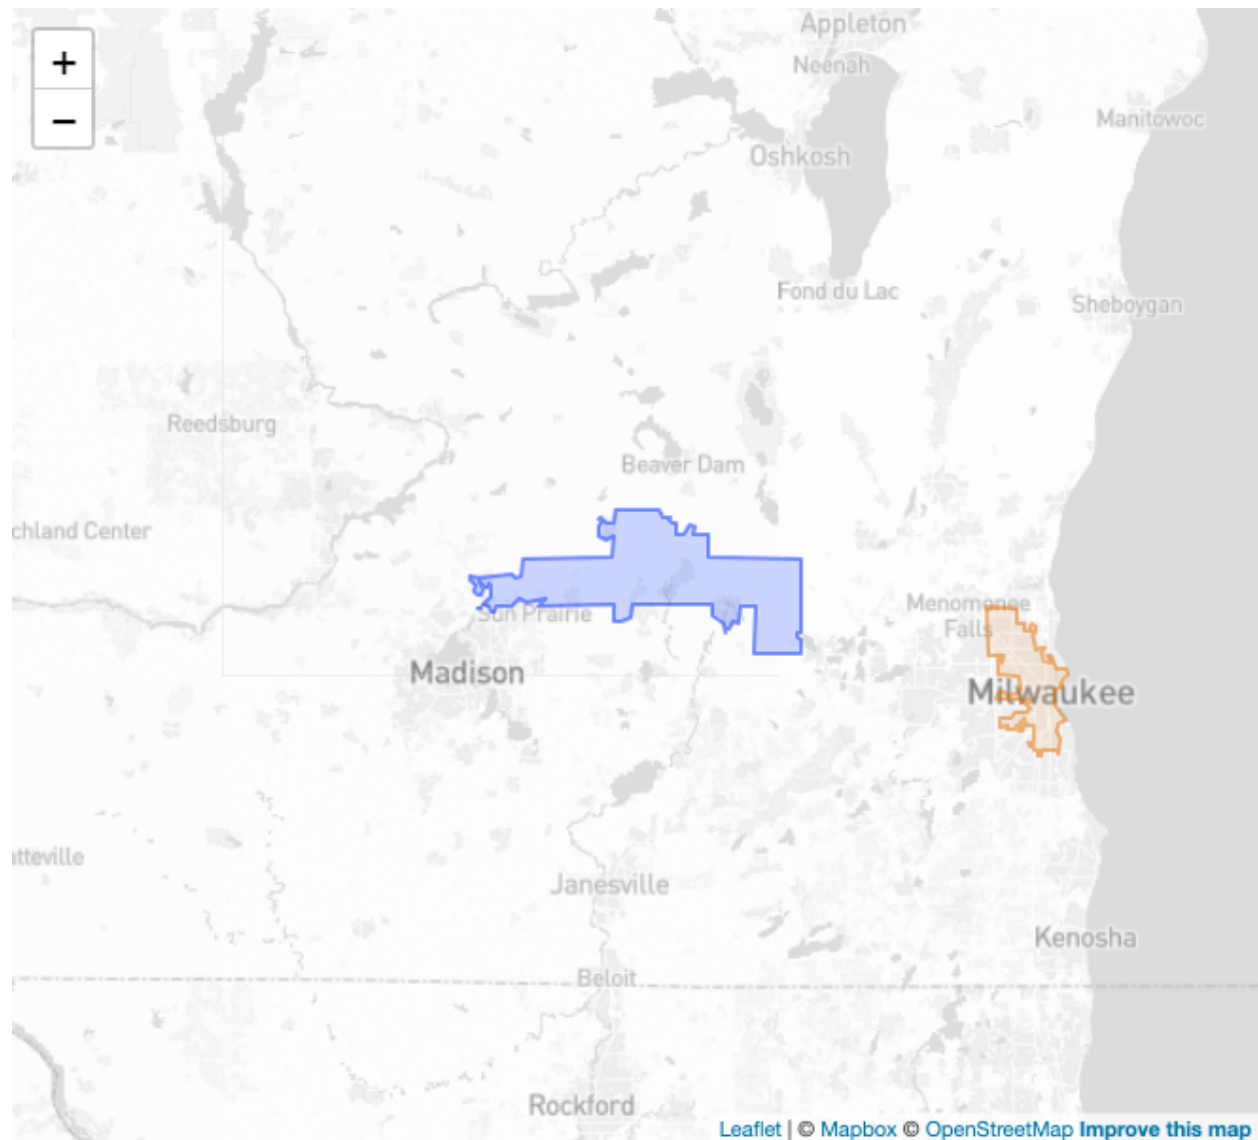 Appleton
+
Neenah
−
Manitowoc
Oshkosh
Fond du Lac
Sheboygan
Reedsburg
Beaver Dam
chland Center
Menomonee
Falls
Sun Prairie
Madison
Milwaukee
atteville
Janesville
Kenosha
Beloit
Rockford
Leaflet | © Mapbox © OpenStreetMap Improve this map